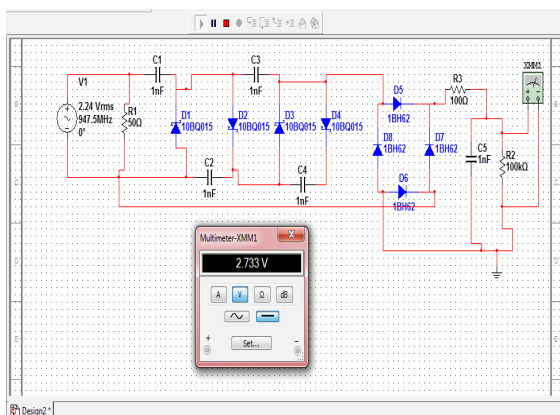 C1
1nF
C3
1nF
XMM1
V1
2.24 Vrms
947.5MHz
0°
R1
50Ω
D1
10BQ015
D2
10BQ015
D3
10BQ015
D4
10BQ015
D5
1BH62
R3
100Ω
D8
1BH62
D7
1BH62
C5
1nF
R2
100kΩ
C2
1nF
C4
1nF
D6
1BH62
Multimeter-XMM1
2.733 V
A
V
Ω
dB
+
Set...
-
Design2 *